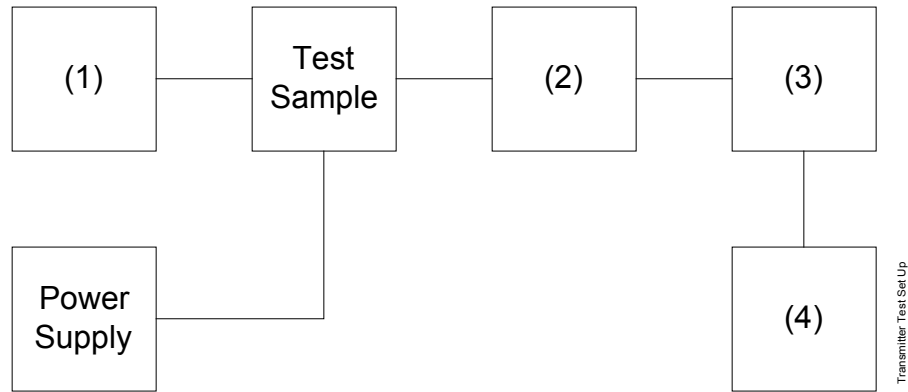 (1)
Test
Sample
(2)
(3)
Power
Supply
(4)
Transmitter Test Set Up